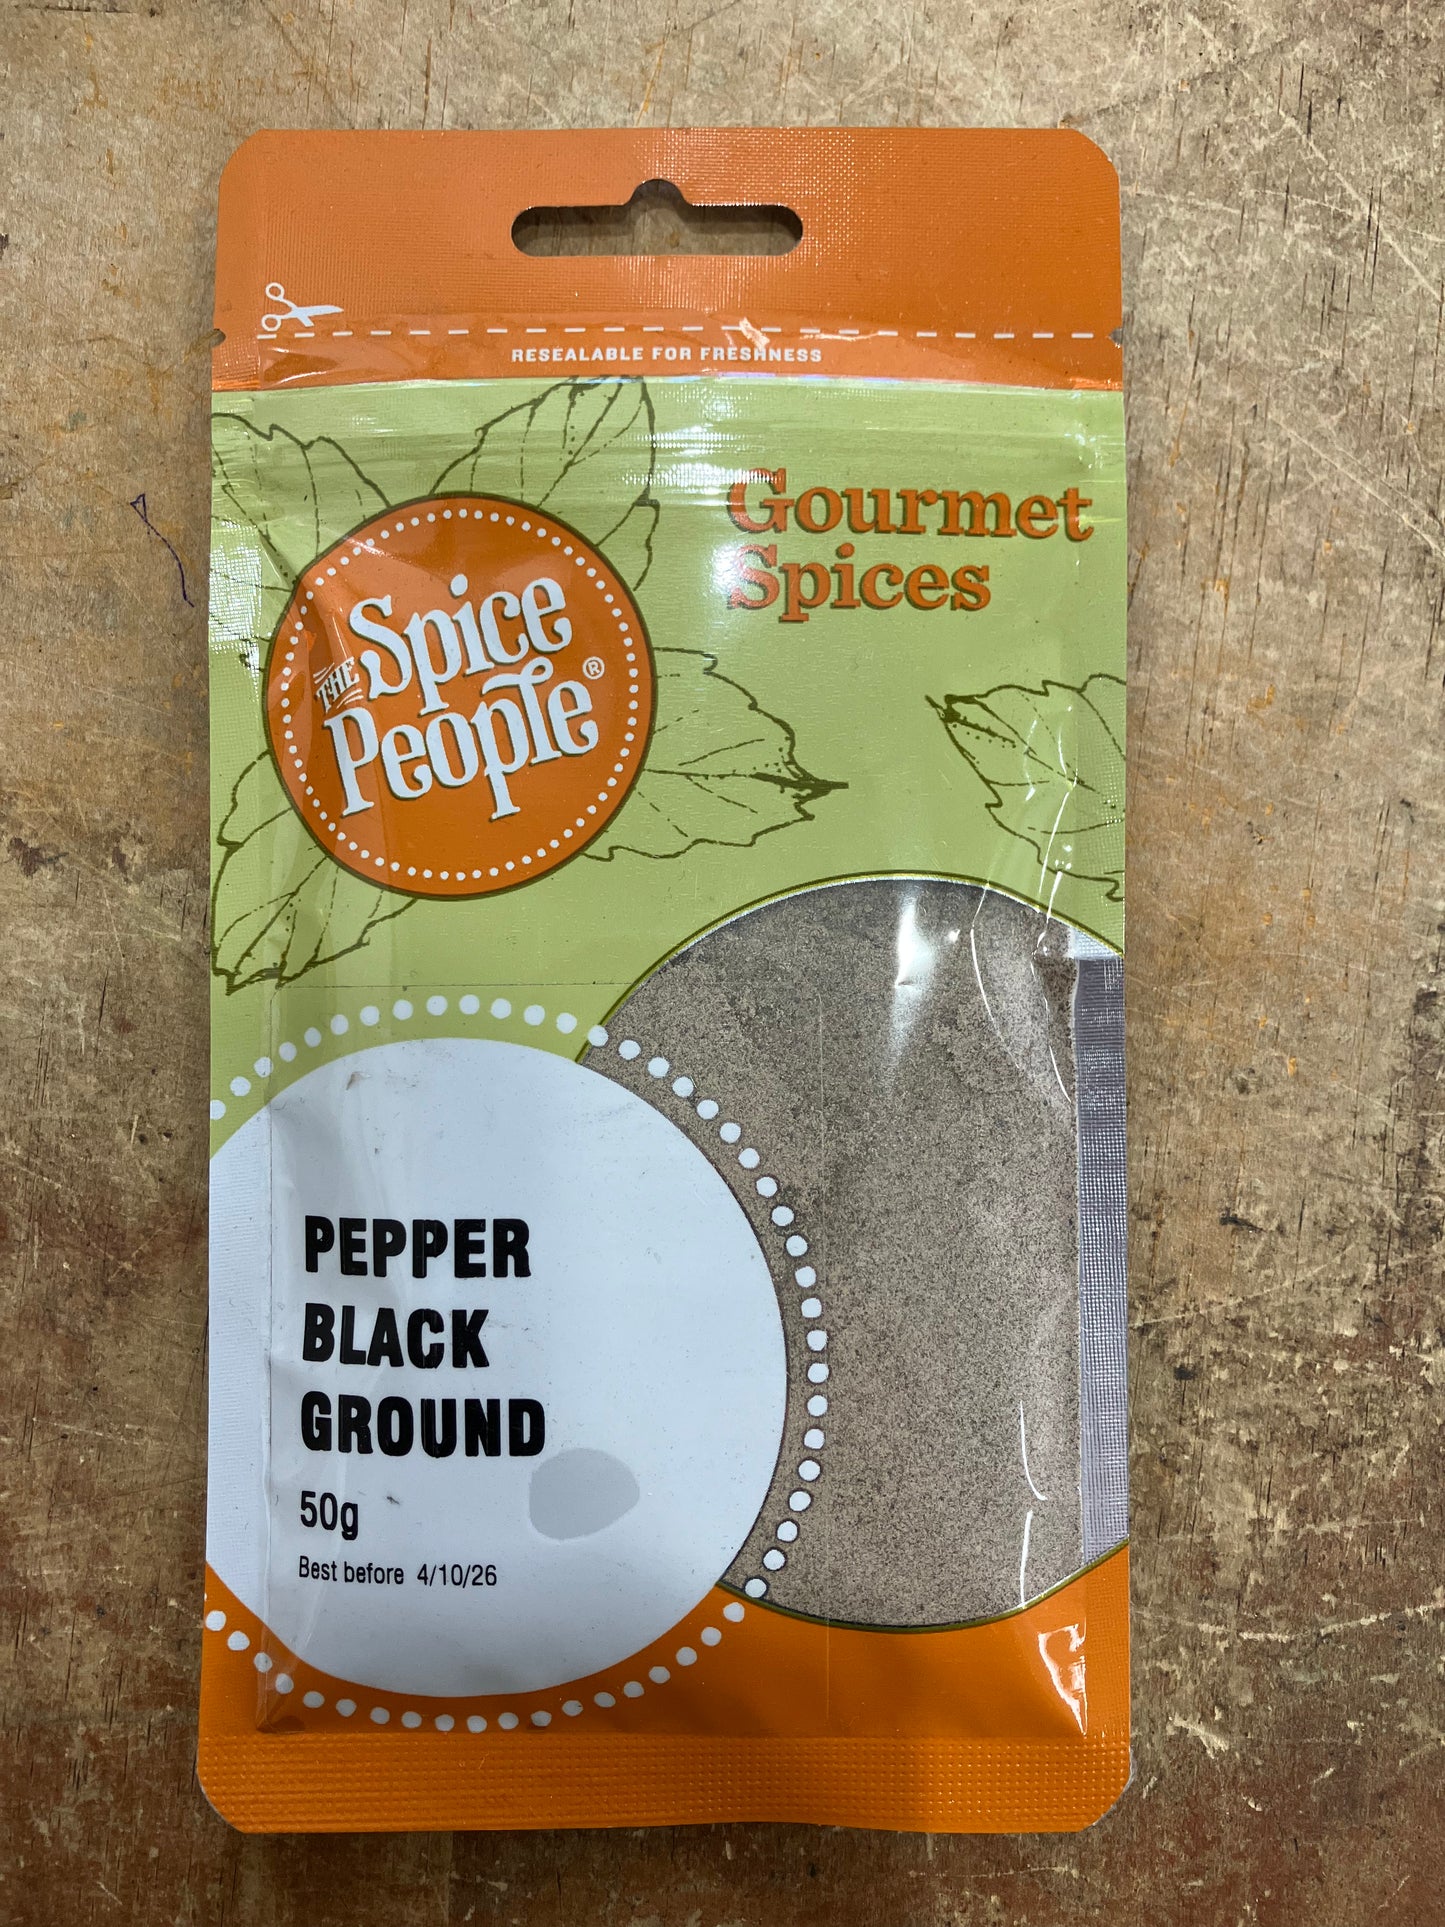 RESEALABLE FOR FRESHNESS
Gourmet
Spices
THE Spice
People®
PEPPER
BLACK
GROUND
50g
Best before 4/10/26